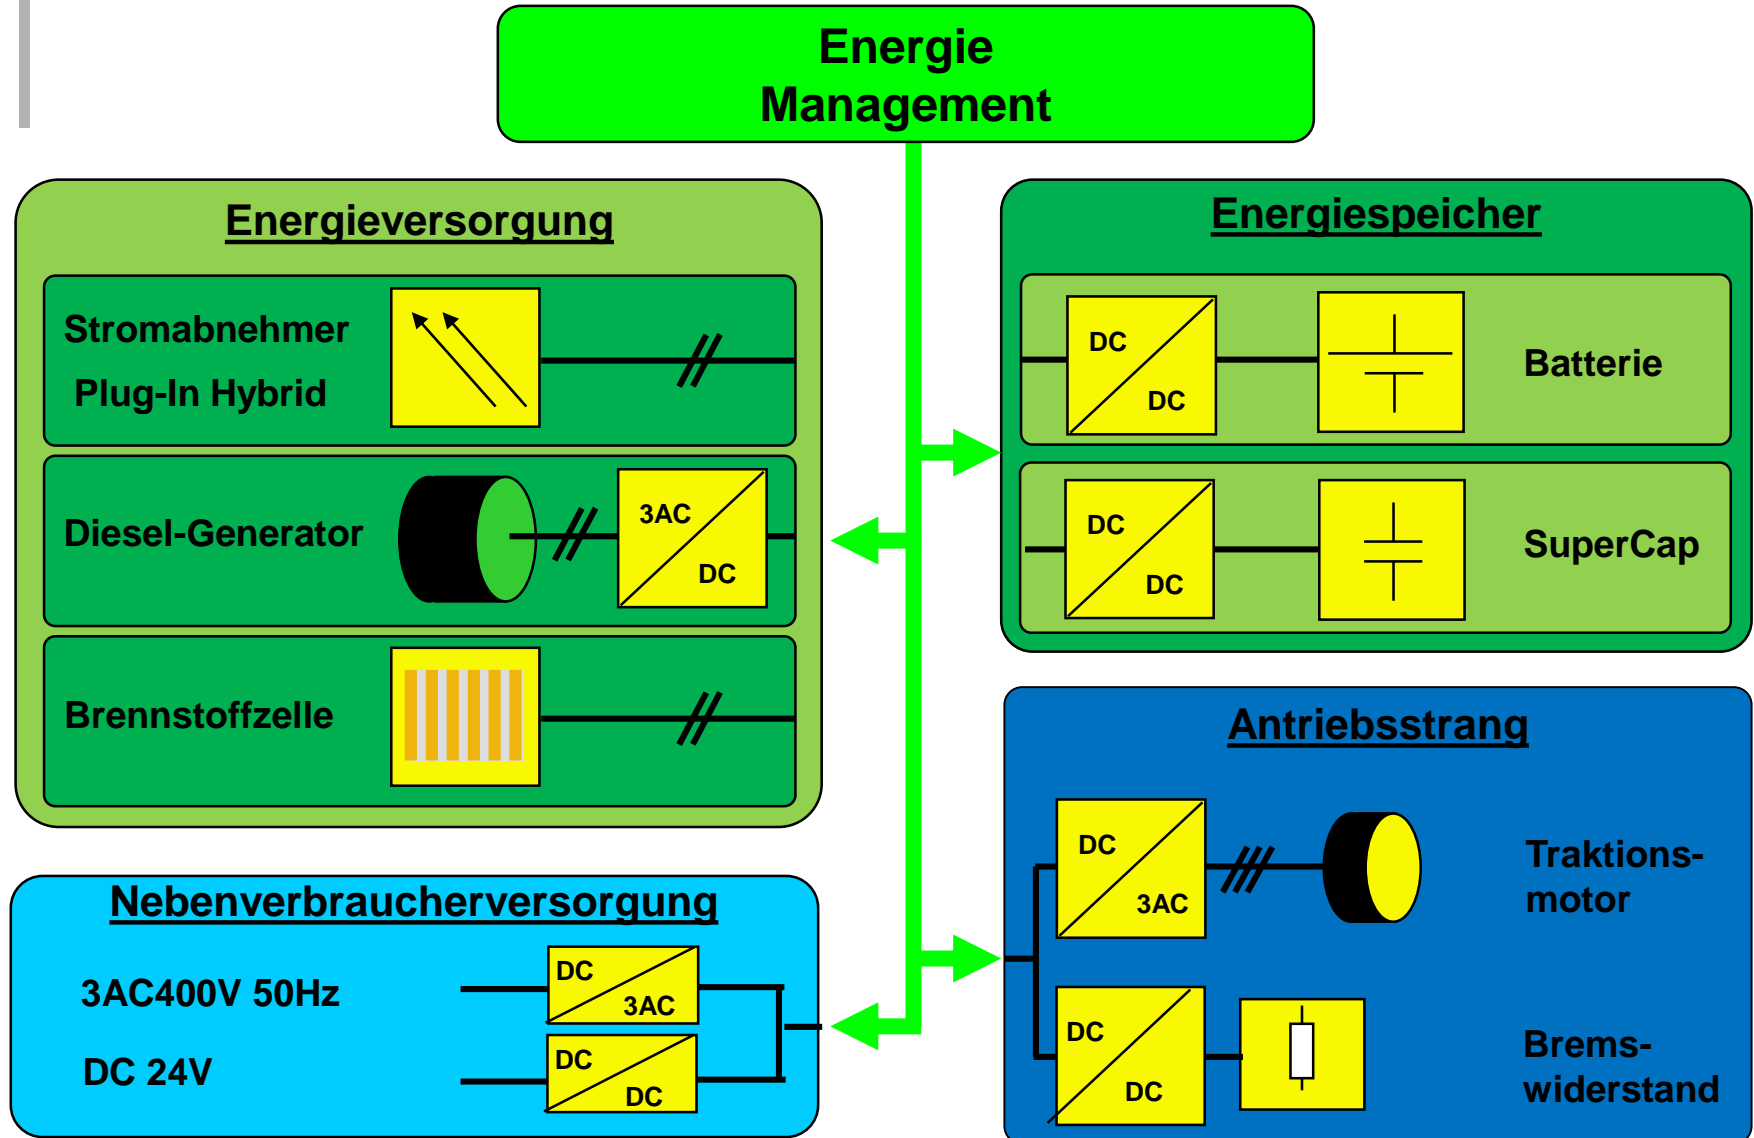 Energie
Management
Energieversorgung
Stromabnehmer
Plug-In Hybrid
Diesel-Generator
3AC
DC
Brennstoffzelle
Energiespeicher
DC
DC
Batterie
DC
DC
SuperCap
Nebenverbraucherversorgung
3AC400V 50Hz
DC
3AC
DC 24V
DC
DC
Antriebsstrang
DC
3AC
Traktions-
motor
DC
DC
Brems-
widerstand